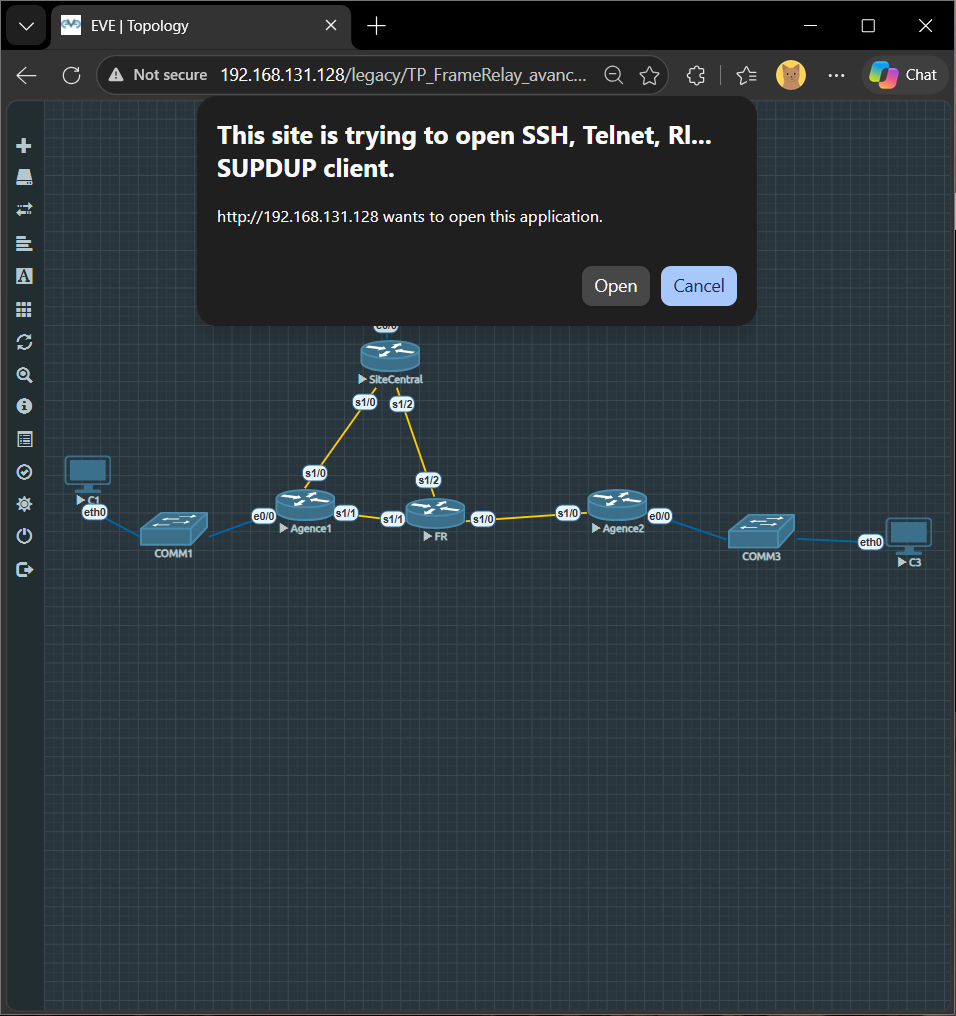 EVE | Topology
Not secure 192.168.131.128/legacy/TP_FrameRelay_avanc...
Chat
This site is trying to open SSH, Telnet, Rl...
SUPDUP client.
http://192.168.131.128 wants to open this application.
Open
Cancel
SiteCentral
s1/0
s1/2
s1/0
s1/2
C1
eth0
e0/0
Agence1
s1/1
s1/1
FR
s1/0
s1/0
Agence2
e0/0
COMM1
COMM3
eth0
C3